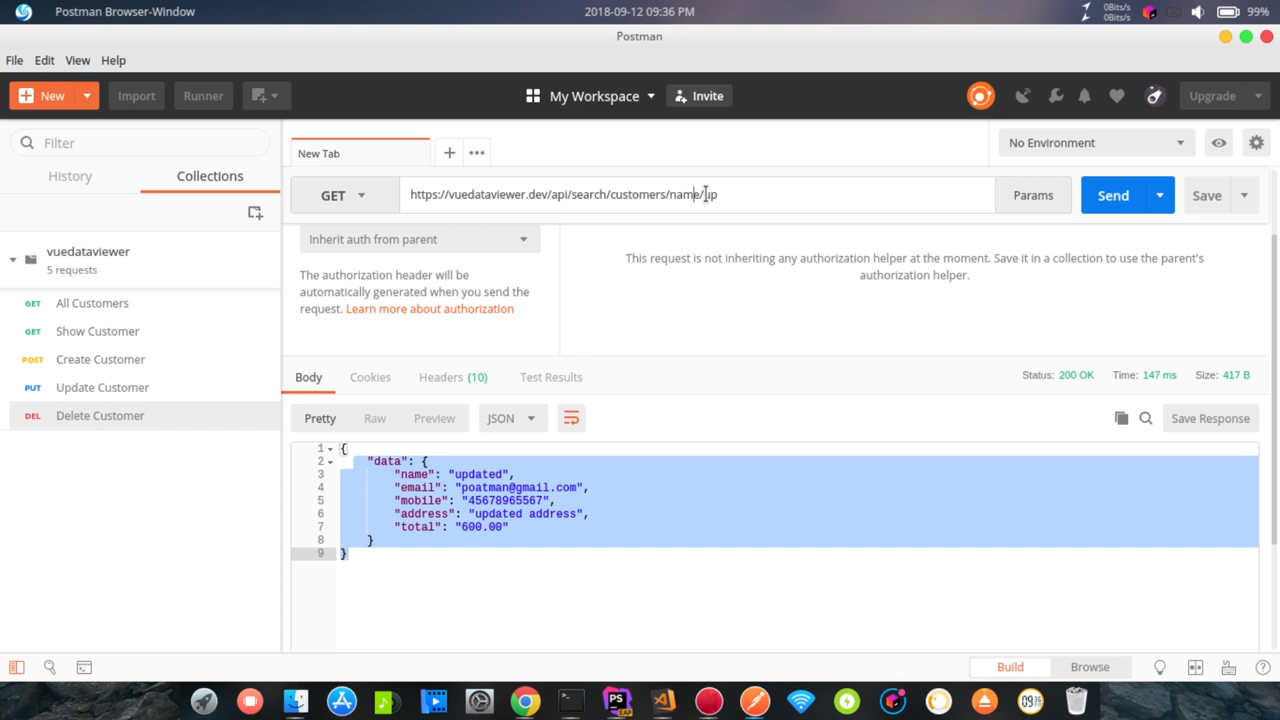 Postman Browser-Window
2018-09-12 09:36 PM
0Bits/s
0Bits/s
99%
Postman
File Edit View Help
New
Import
Runner
My Workspace
Invite
Upgrade
Filter
History
Collections
vuedataviewer
5 requests
GET All Customers
GET Show Customer
POST Create Customer
PUT Update Customer
DEL Delete Customer
New Tab
No Environment
GET
https://vuedataviewer.dev/api/search/customers/name/up
Params
Send
Save
Inherit auth from parent
The authorization header will be
automatically generated when you send the
request. Learn more about authorization
This request is not inheriting any authorization helper at the moment. Save it in a collection to use the parent's
authorization helper.
Body Cookies Headers (10) Test Results
Status: 200 OK Time: 147 ms Size: 417 B
Pretty Raw Preview JSON
Save Response
1 {
2 "data": {
3 "name": "updated",
4 "email": "poatman@gmail.com",
5 "mobile": "45678965567",
6 "address": "updated address",
7 "total": "600.00"
8 }
9 }
Build Browse
PS
EAP